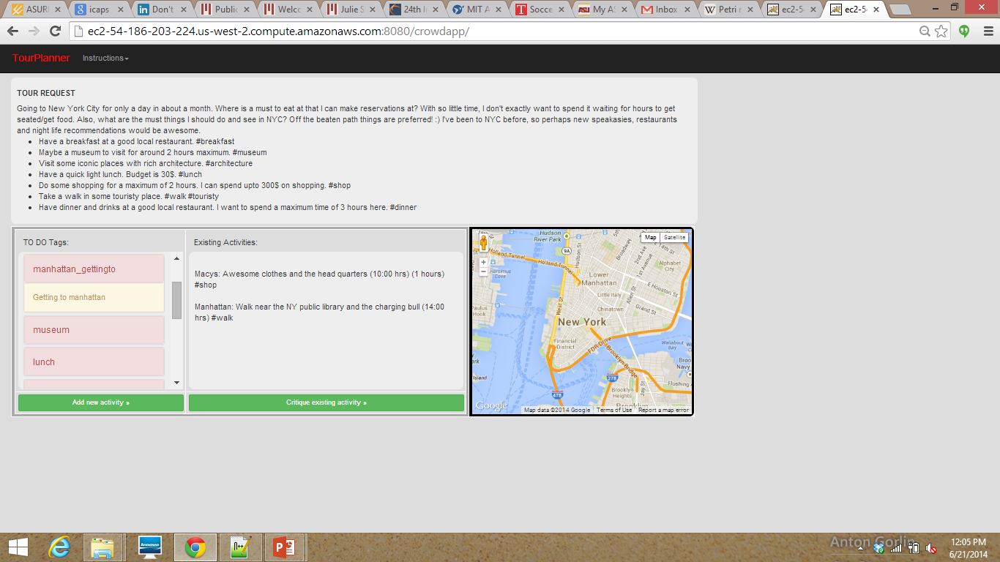 ASUR
icaps
Don't
Public
Welco
Julie S
24th I
MIT A
Socce
My AS
Inbox
Petri n
ec2-5
ec2-5
ec2-54-186-203-224.us-west-2.compute.amazonaws.com:8080/crowdapp/
TourPlanner Instructions
TOUR REQUEST
Going to New York City for only a day in about a month. Where is a must to eat at that I can make reservations at? With so little time, I don't exactly want to spend it waiting for hours to get
seated/get food. Also, what are the must things I should do and see in NYC? Off the beaten path things are preferred! :) I've been to NYC before, so perhaps new speakasies, restaurants
and night life recommendations would be awesome.
Have a breakfast at a good local restaurant. #breakfast
Maybe a museum to visit for around 2 hours maximum. #museum
Visit some iconic places with rich architecture. #architecture
Have a quick light lunch. Budget is 30$. #lunch
Do some shopping for a maximum of 2 hours. I can spend upto 300$ on shopping. #shop
Take a walk in some touristy place. #walk #touristy
Have dinner and drinks at a good local restaurant. I want to spend a maximum time of 3 hours here. #dinner
TO DO Tags:
manhattan_gettingto
Getting to manhattan
museum
lunch
Add new activity »
Existing Activities:
Macys: Awesome clothes and the head quarters (10:00 hrs) (1 hours)
#shop
Manhattan: Walk near the NY public library and the charging bull (14:00
hrs) #walk
Critique existing activity »
Map Satellite
Hudson
River Park
9A
Hudson St
Broadway
5th
2nd Ave
E 14th St
Alphabet
City
Holland Tunnel
Holland Tunnel
Harsimus
Cove
Lower
Manhattan
E Houston St
West St
Little Italy
Allen St
Chinatown
Grand St
Paulus
Hook
New York
Financial
District
FDR Drive
Wallabout
Bay
Brooklyn Bridge
Broo
Navy
Island
278
478
Flushing
Brooklyn
Heights
Jay St
Brooklyn
Google
Map data ©2014 Google Terms of Use Report a map error
Anton Gorlin
lenovo
12:05 PM
6/21/2014